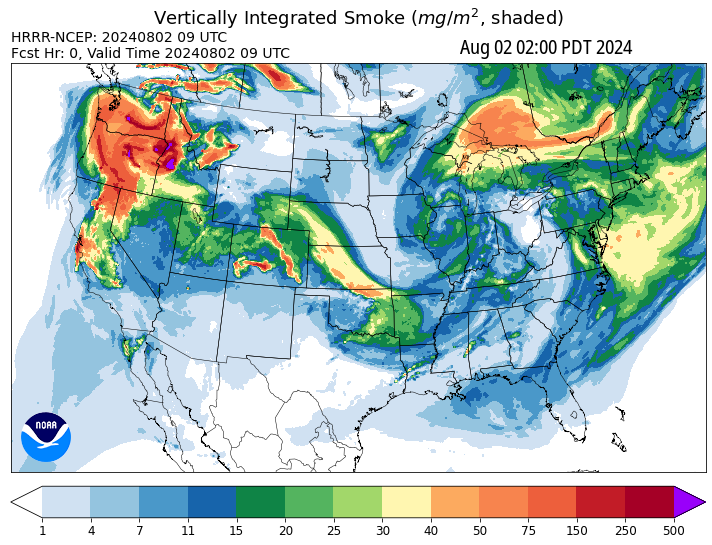 Vertically Integrated Smoke (mg/m², shaded)
HRRR-NCEP: 20240802 09 UTC
Fcst Hr: 0, Valid Time 20240802 09 UTC
Aug 02 02:00 PDT 2024
NOAA
1 4 7 11 15 20 25 30 40 50 75 150 250 500